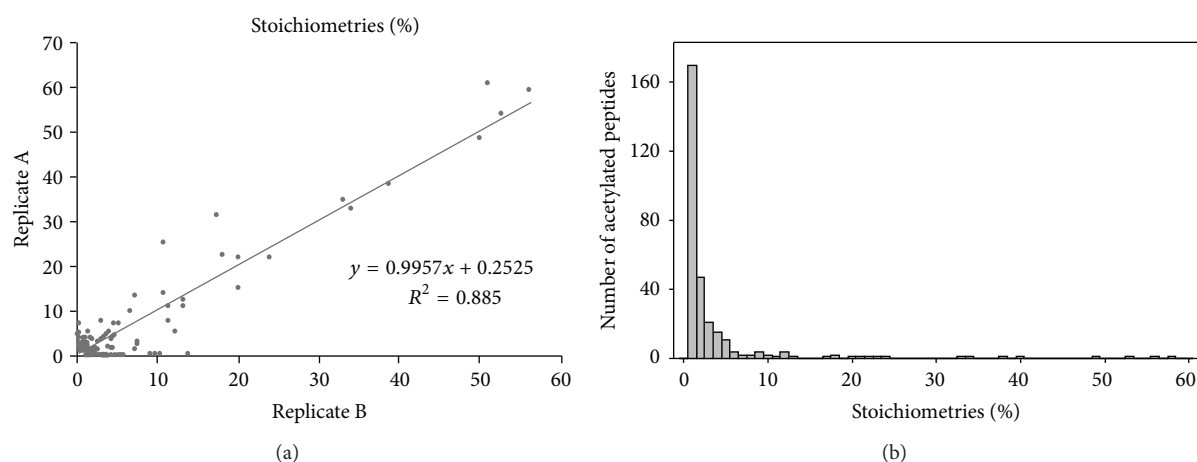 Stoichiometries (%)
70
60
50
40
30
20
10
0
Replicate A
y = 0.9957x + 0.2525
R² = 0.885
0 10 20 30 40 50 60
Replicate B
(a)
160
120
80
40
0
Number of acetylated peptides
0 10 20 30 40 50 60
Stoichiometries (%)
(b)